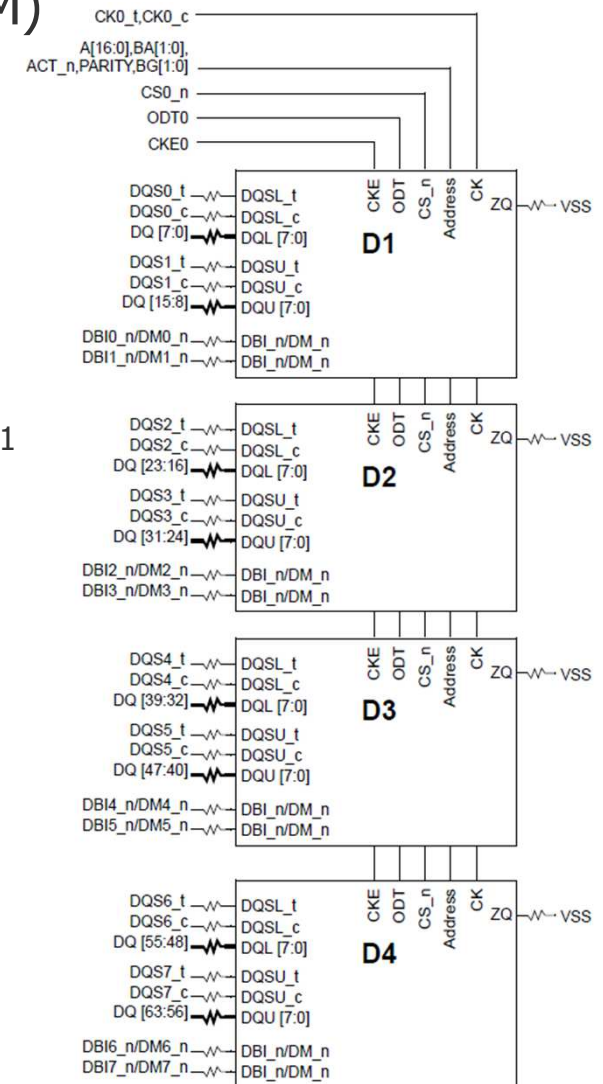 M)
CK0_t,CK0_c
A[16:0],BA[1:0],
ACT_n,PARITY,BG[1:0]
CS0_n
ODT0
CKE0
CKE ODT CS_n Address CK
DQS0_t DQSL_t ZQ VSS
DQS0_c DQSL_c
DQ [7:0] DQL [7:0] D1
DQS1_t DQSU_t
DQS1_c DQSU_c
DQ [15:8] DQU [7:0]
DBI0_n/DM0_n DBI_n/DM_n
DBI1_n/DM1_n DBI_n/DM_n
CKE ODT CS_n Address CK
DQS2_t DQSL_t ZQ VSS
1 DQS2_c DQSL_c
DQ [23:16] DQL [7:0] D2
DQS3_t DQSU_t
DQS3_c DQSU_c
DQ [31:24] DQU [7:0]
DBI2_n/DM2_n DBI_n/DM_n
DBI3_n/DM3_n DBI_n/DM_n
CKE ODT CS_n Address CK
DQS4_t DQSL_t ZQ VSS
DQS4_c DQSL_c
DQ [39:32] DQL [7:0] D3
DQS5_t DQSU_t
DQS5_c DQSU_c
DQ [47:40] DQU [7:0]
DBI4_n/DM4_n DBI_n/DM_n
DBI5_n/DM5_n DBI_n/DM_n
CKE ODT CS_n Address CK
DQS6_t DQSL_t ZQ VSS
DQS6_c DQSL_c
DQ [55:48] DQL [7:0] D4
DQS7_t DQSU_t
DQS7_c DQSU_c
DQ [63:56] DQU [7:0]
DBI6_n/DM6_n DBI_n/DM_n
DBI7_n/DM7_n DBI_n/DM_n